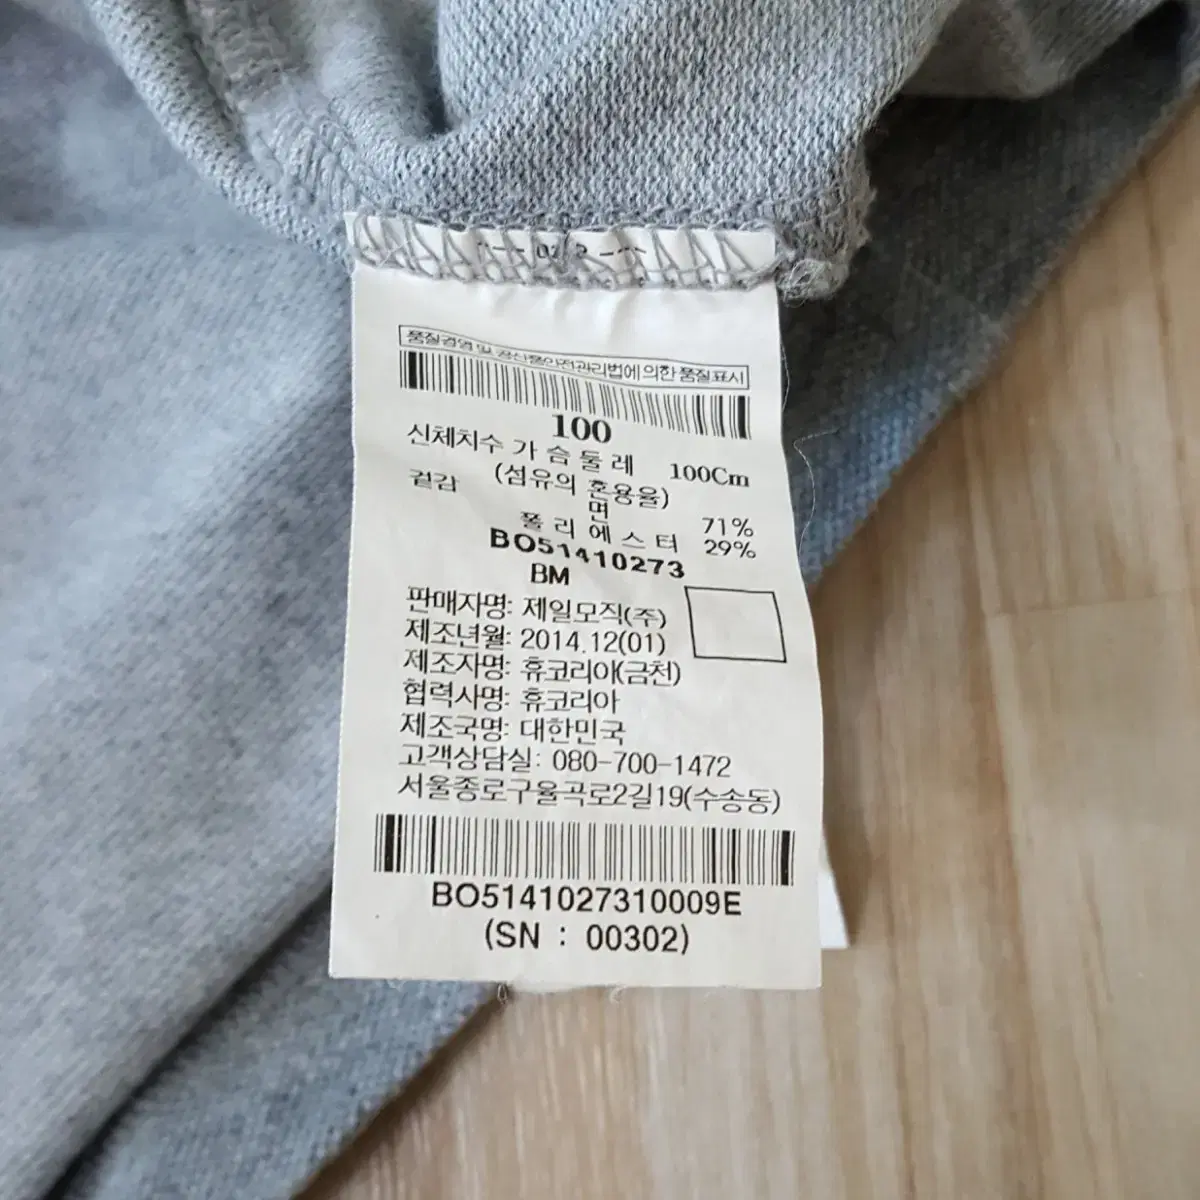 품질경영 및 공산품안전관리법에 의한 품질표시
100
신체치수 가슴둘레 100Cm
(섬유의 혼용율)
겉감 면 71%
폴리에스터 29%
BO51410273
BM
판매자명: 제일모직(주)
제조년월: 2014.12(01)
제조자명: 휴코리아(금천)
협력사명: 휴코리아
제조국명: 대한민국
고객상담실: 080-700-1472
서울종로구율곡로2길19(수송동)
BO5141027310009E
(SN : 00302)